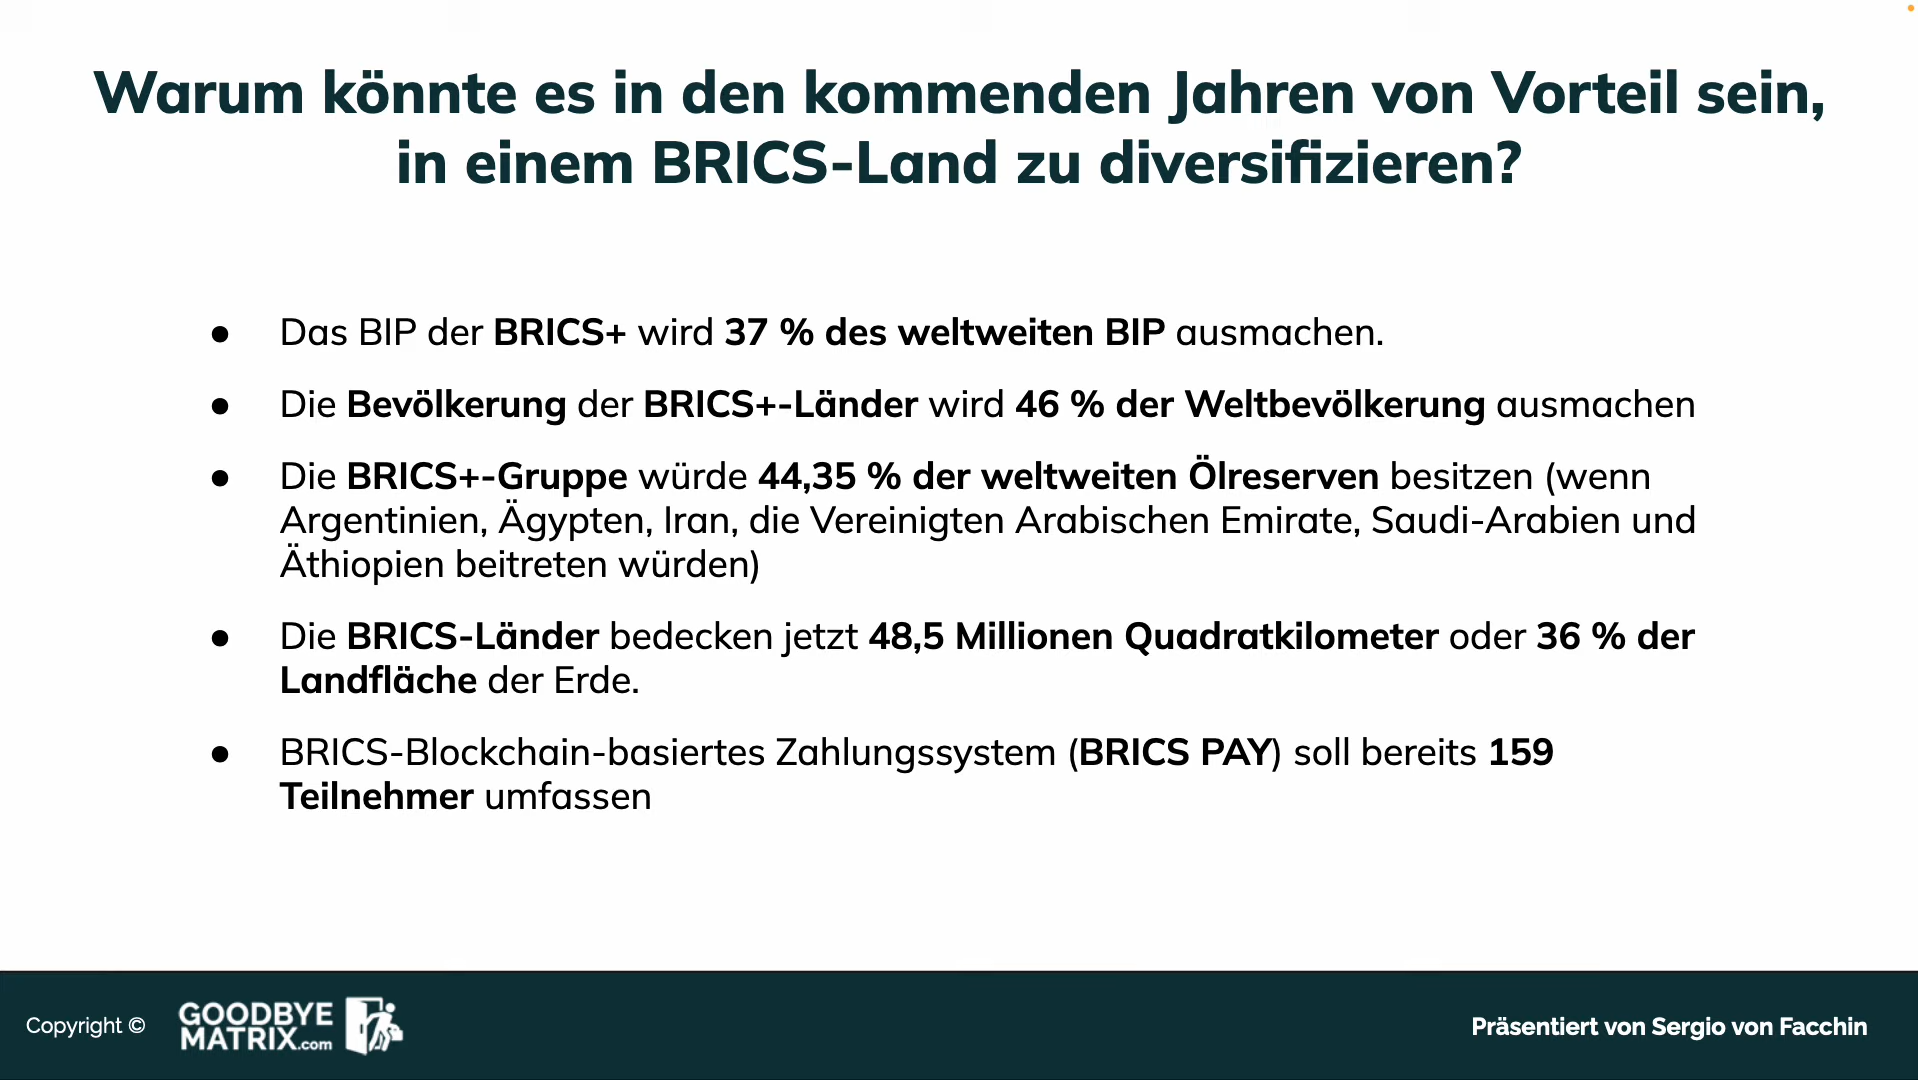 Warum könnte es in den kommenden Jahren von Vorteil sein,
in einem BRICS-Land zu diversifizieren?
● Das BIP der BRICS+ wird 37 % des weltweiten BIP ausmachen.
● Die Bevölkerung der BRICS+-Länder wird 46 % der Weltbevölkerung ausmachen
● Die BRICS+-Gruppe würde 44,35 % der weltweiten Ölreserven besitzen (wenn
Argentinien, Ägypten, Iran, die Vereinigten Arabischen Emirate, Saudi-Arabien und
Äthiopien beitreten würden)
● Die BRICS-Länder bedecken jetzt 48,5 Millionen Quadratkilometer oder 36 % der
Landfläche der Erde.
● BRICS-Blockchain-basiertes Zahlungssystem (BRICS PAY) soll bereits 159
Teilnehmer umfassen
Copyright ©
GOODBYE
MATRIX.com
Präsentiert von Sergio von Facchin